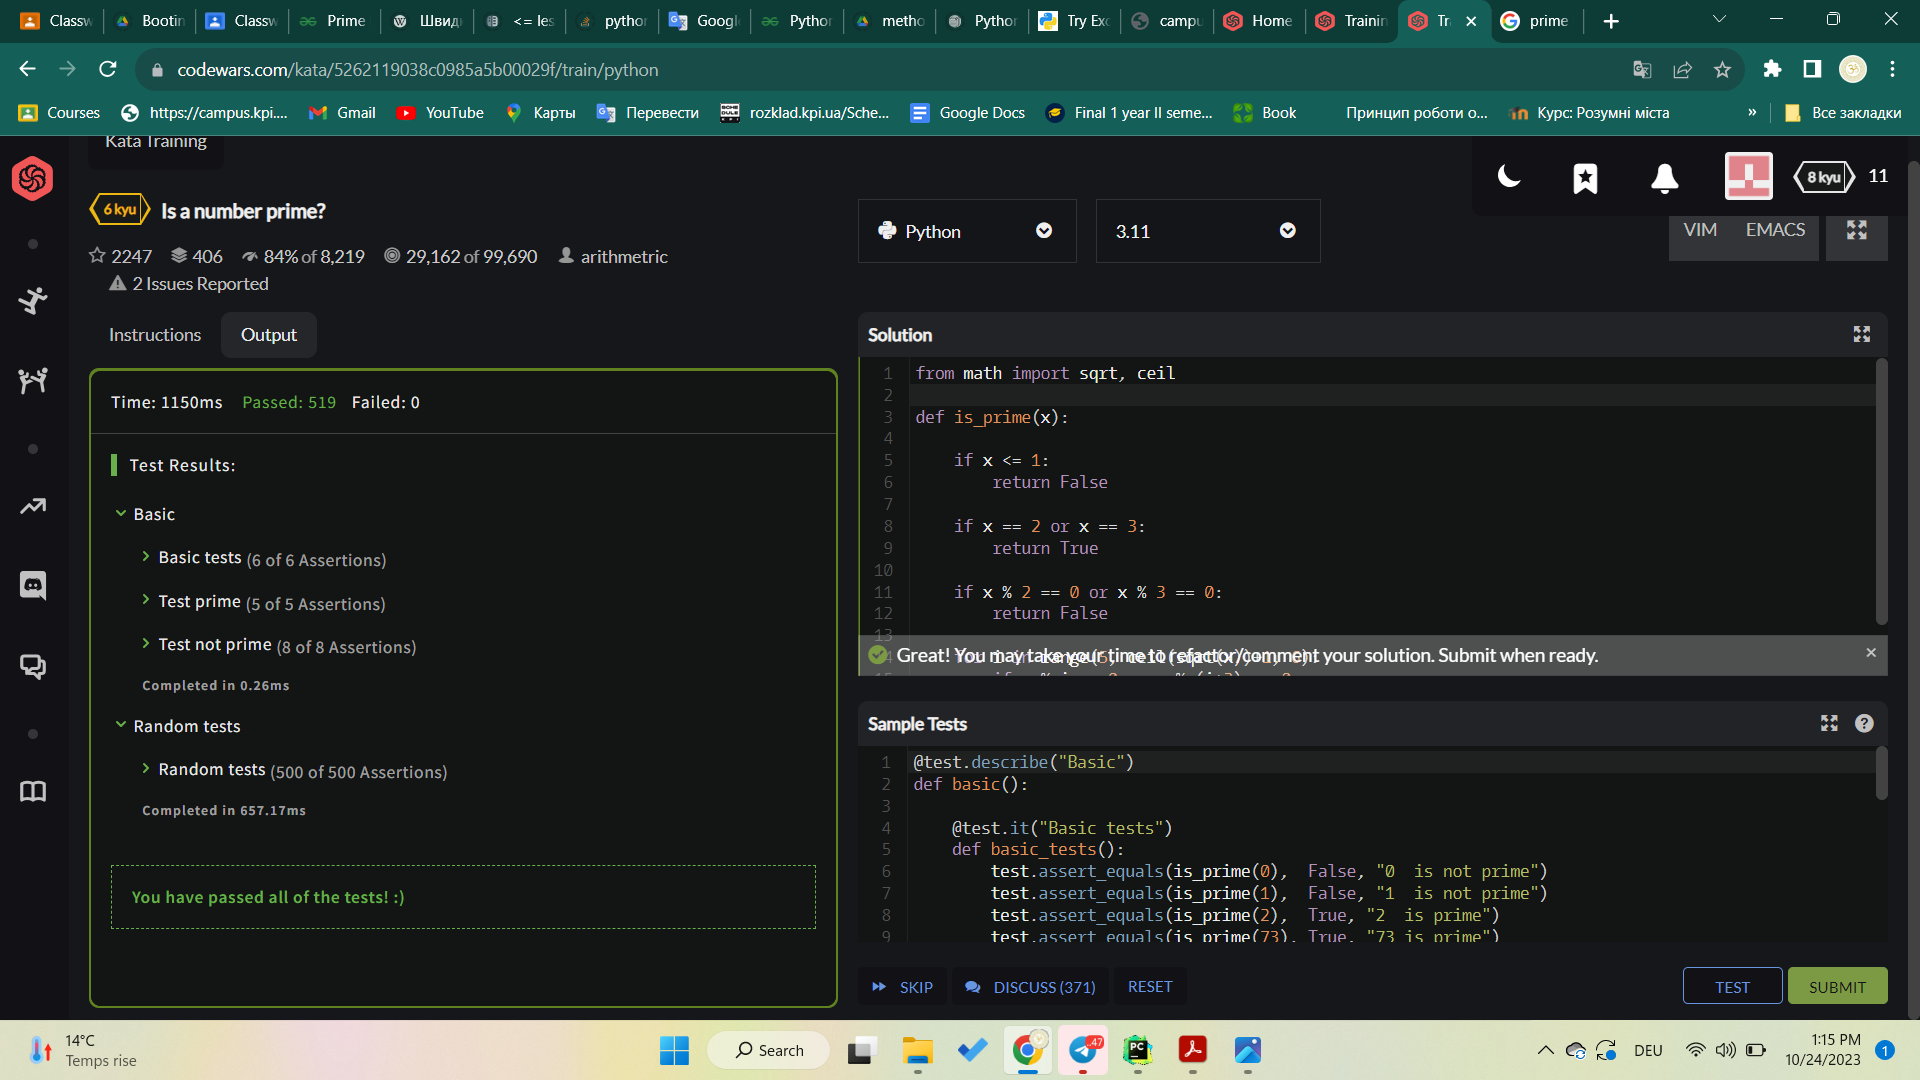 Classw
Bootin
Classw
Prime
Швид
<= les
pythor
Google
Pythor
metho
Pythor
Try Exc
campu
Home
Trainin
Tr
prime
codewars.com/kata/5262119038c0985a5b00029f/train/python
Courses
https://campus.kpi....
Gmail
YouTube
Карты
Перевести
rozklad.kpi.ua/Sche...
Google Docs
Final 1 year II seme...
Book
Принцип роботи о...
Курс: Розумні міста
»
Все закладки
Kata Training
8 kyu
11
6 kyu
Is a number prime?
2247
406
84% of 8,219
29,162 of 99,690
arithmetric
2 Issues Reported
Python
3.11
VIM
EMACS
Instructions
Output
Time: 1150ms Passed: 519 Failed: 0
Test Results:
Basic
Basic tests (6 of 6 Assertions)
Test prime (5 of 5 Assertions)
Test not prime (8 of 8 Assertions)
Completed in 0.26ms
Random tests
Random tests (500 of 500 Assertions)
Completed in 657.17ms
You have passed all of the tests! :)
Solution
1 from math import sqrt, ceil
2
3 def is_prime(x):
4
5 if x <= 1:
6 return False
7
8 if x == 2 or x == 3:
9 return True
10
11 if x % 2 == 0 or x % 3 == 0:
12 return False
13
Great! You may take your time to refactor/comment your solution. Submit when ready.
Sample Tests
1 @test.describe("Basic")
2 def basic():
3
4 @test.it("Basic tests")
5 def basic_tests():
6 test.assert_equals(is_prime(0), False, "0 is not prime")
7 test.assert_equals(is_prime(1), False, "1 is not prime")
8 test.assert_equals(is_prime(2), True, "2 is prime")
9 test.assert_equals(is_prime(73), True, "73 is prime")
SKIP
DISCUSS (371)
RESET
TEST
SUBMIT
14°C
Temps rise
Search
47
PC
DEU
1:15 PM
10/24/2023
1